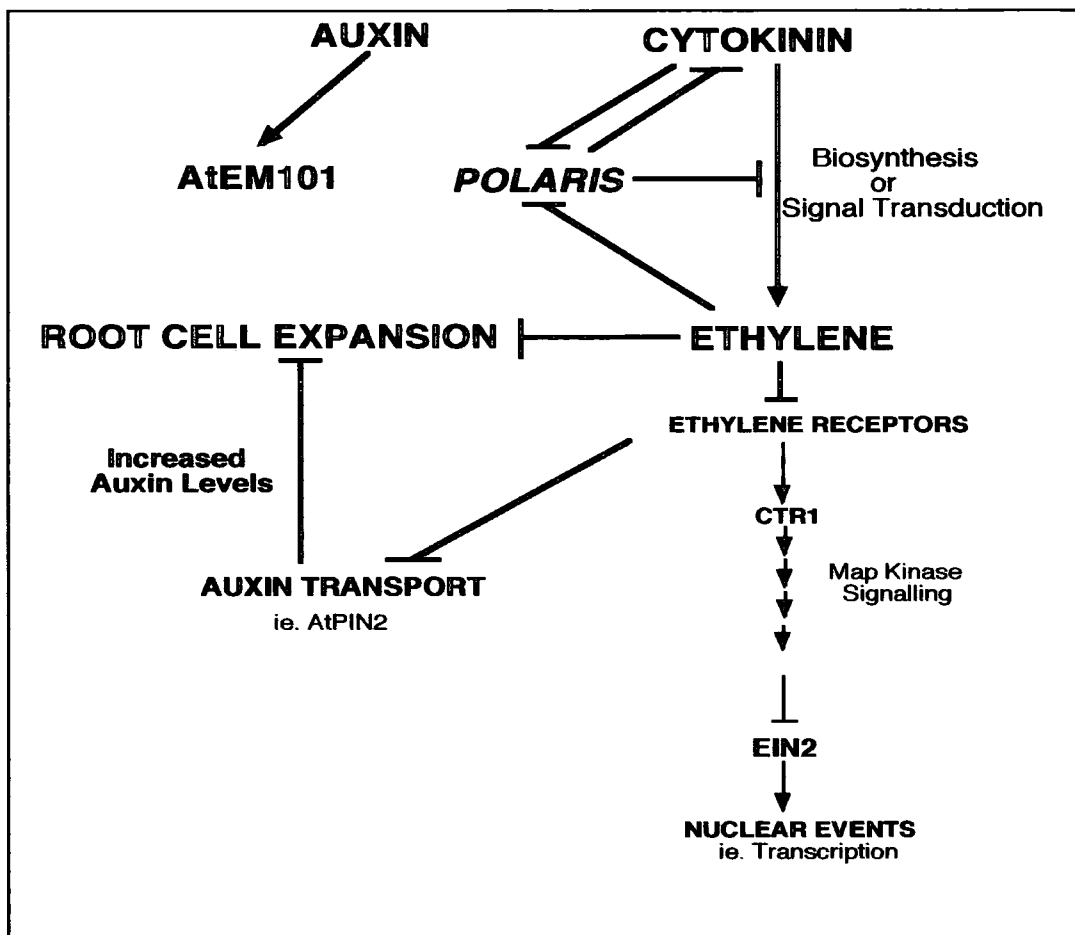 AUXIN
CYTOKININ
AtEM101
POLARIS
Biosynthesis
or
Signal Transduction
ROOT CELL EXPANSION
ETHYLENE
ETHYLENE RECEPTORS
Increased
Auxin Levels
CTR1
Map Kinase
Signalling
AUXIN TRANSPORT
ie. AtPIN2
EIN2
NUCLEAR EVENTS
ie. Transcription